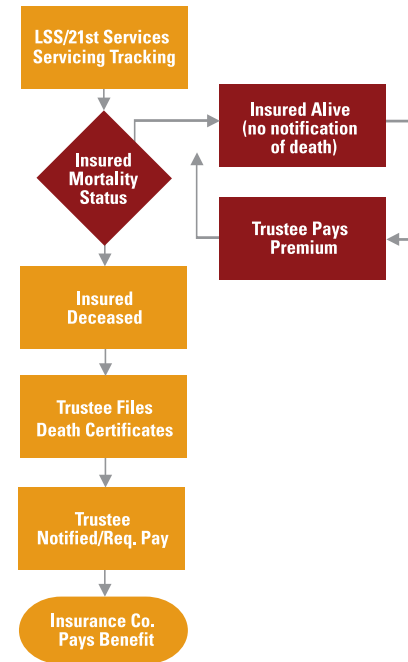 LSS/21st Services
Servicing Tracking
Insured
Mortality
Status
Insured Alive
(no notification
of death)
Trustee Pays
Premium
Insured
Deceased
Trustee Files
Death Certificates
Trustee
Notified/Req. Pay
Insurance Co.
Pays Benefit